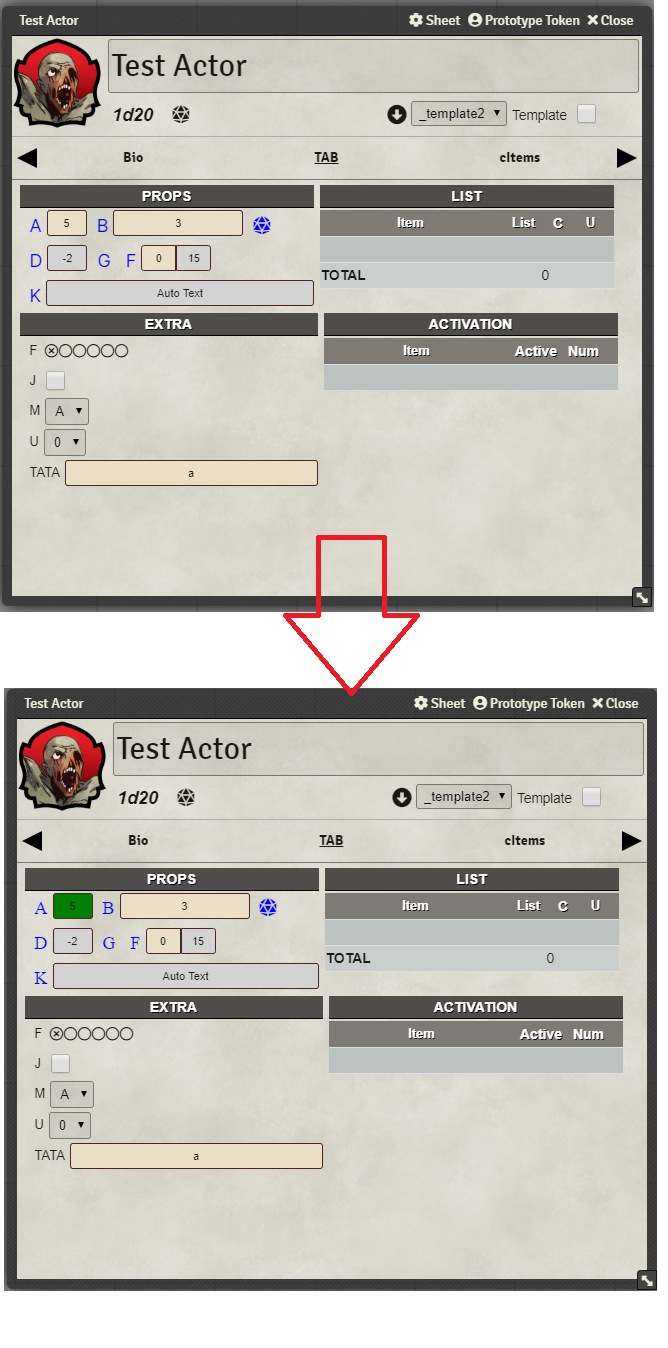 Test Actor Sheet Prototype Token Close
Test Actor
1d20 _template2 Template
Bio TAB cItems
PROPS LIST
A 5 B 3 Item List C U
D -2 G F 0 15
TOTAL 0
K Auto Text
EXTRA ACTIVATION
F Item Active Num
J
M A
U 0
TATA a
Test Actor Sheet Prototype Token Close
Test Actor
1d20 _template2 Template
Bio TAB cItems
PROPS LIST
A 5 B 3 Item List C U
D -2 G F 0 15
TOTAL 0
K Auto Text
EXTRA ACTIVATION
F Item Active Num
J
M A
U 0
TATA a